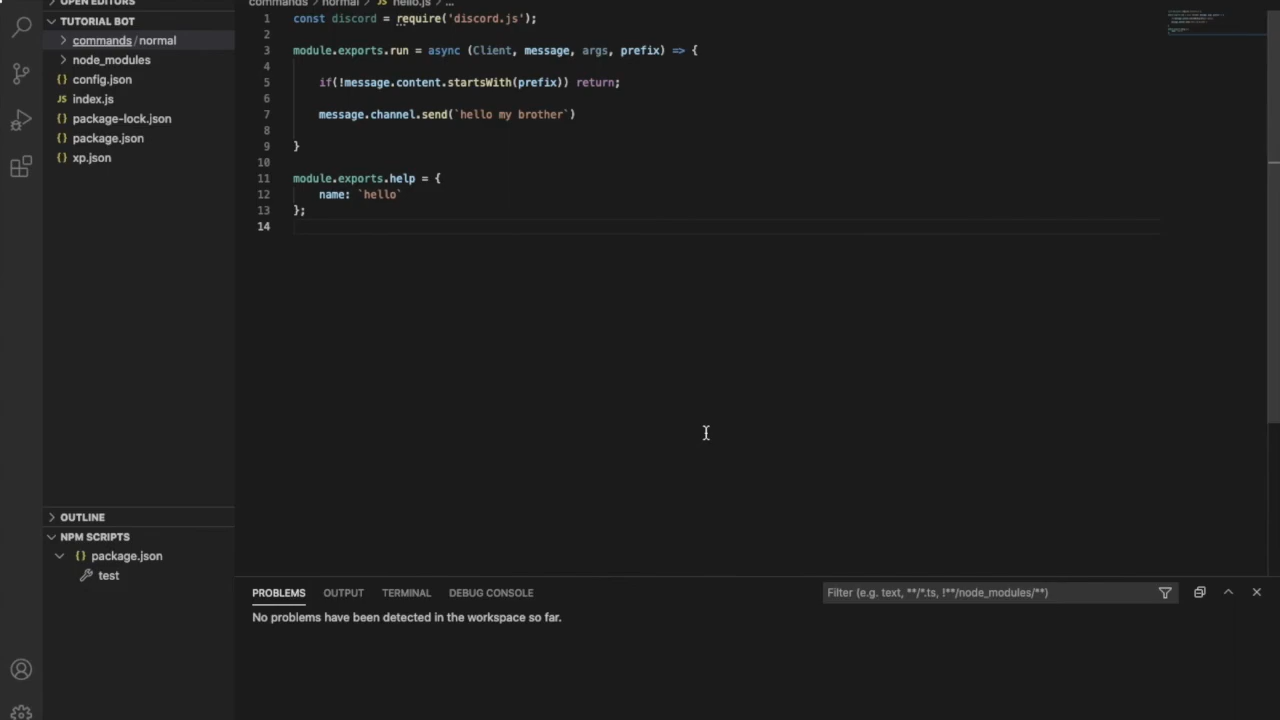 OPEN EDITORS
TUTORIAL BOT
commands / normal
node_modules
config.json
index.js
package-lock.json
package.json
xp.json
OUTLINE
NPM SCRIPTS
package.json
test
commands > normal > JS hello.js > ...
1 const discord = require('discord.js');
2
3 module.exports.run = async (Client, message, args, prefix) => {
4
5 if(!message.content.startsWith(prefix)) return;
6
7 message.channel.send(`hello my brother`)
8
9 }
10
11 module.exports.help = {
12 name: `hello`
13 };
14
PROBLEMS OUTPUT TERMINAL DEBUG CONSOLE Filter (e.g. text, **/*.ts, !**/node_modules/**)
No problems have been detected in the workspace so far.